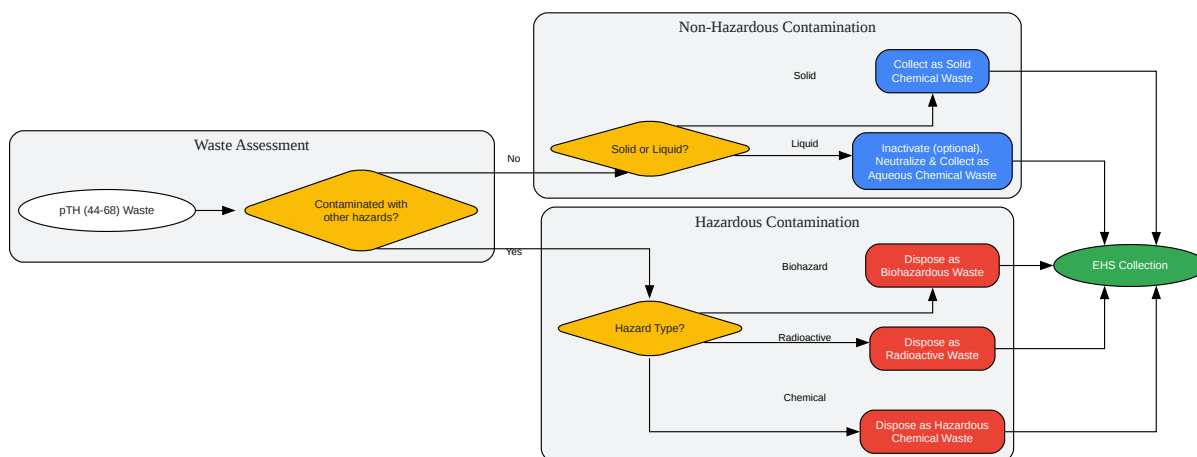 Non-Hazardous Contamination
Solid
Collect as Solid
Chemical Waste
Waste Assessment
Solid or Liquid?
Liquid
Inactivate (optional),
Neutralize & Collect as
Aqueous Chemical Waste
No
pTH (44-68) Waste
Contaminated with
other hazards?
Yes
Hazardous Contamination
Biohazard
Dispose as
Biohazardous Waste
EHS Collection
Hazard Type?
Radioactive
Dispose as
Radioactive Waste
Chemical
Dispose as Hazardous
Chemical Waste